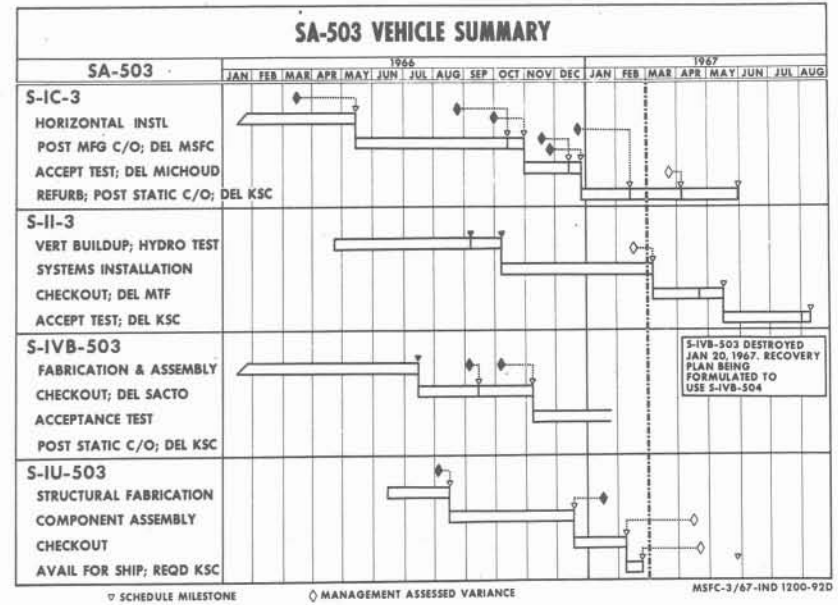 SA-503 VEHICLE SUMMARY
SA-503
1966
1967
JAN FEB MAR APR MAY JUN JUL AUG SEP OCT NOV DEC JAN FEB MAR APR MAY JUN JUL AUG
S-IC-3
HORIZONTAL INSTL
POST MFG C/O; DEL MSFC
ACCEPT TEST; DEL MICHOUD
REFURB; POST STATIC C/O; DEL KSC
S-II-3
VERT BUILDUP; HYDRO TEST
SYSTEMS INSTALLATION
CHECKOUT; DEL MTF
ACCEPT TEST; DEL KSC
S-IVB-503
FABRICATION & ASSEMBLY
CHECKOUT; DEL SACTO
ACCEPTANCE TEST
POST STATIC C/O; DEL KSC
S-IVB-503 DESTROYED
JAN 20, 1967. RECOVERY
PLAN BEING
FORMULATED TO
USE S-IVB-504
S-IU-503
STRUCTURAL FABRICATION
COMPONENT ASSEMBLY
CHECKOUT
AVAIL FOR SHIP; REQD KSC
SCHEDULE MILESTONE
MANAGEMENT ASSESSED VARIANCE
MSFC-3/67-IND 1200-92D